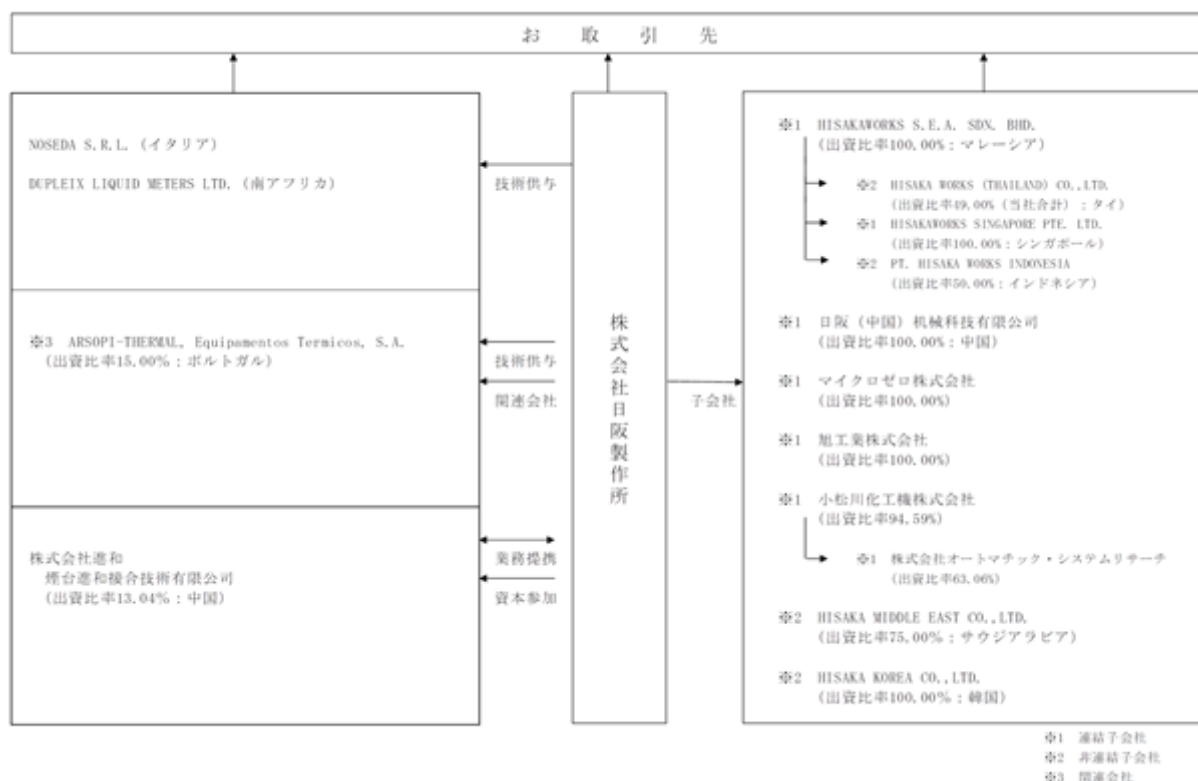 お取引先
NOSEDA S.R.L. (イタリア)
DUPLEIX LIQUID METERS LTD. (南アフリカ)
技術供与
※3 ARSOPI-THERMAL, Equipamentos Termicos, S.A.
(出資比率15.00%：ポルトガル)
技術供与
関連会社
株式会社進和
煙台進和接合技術有限公司
(出資比率13.04%：中国)
業務提携
資本参加
株式会社日阪製作所
子会社
※1 HISAKAWORKS S.E.A. SDN. BHD.
(出資比率100.00%：マレーシア)
※2 HISAKA WORKS (THAILAND) CO.,LTD.
(出資比率49.00% (当社合計)：タイ)
※1 HISAKAWORKS SINGAPORE PTE. LTD.
(出資比率100.00%：シンガポール)
※2 PT. HISAKA WORKS INDONESIA
(出資比率50.00%：インドネシア)
※1 日阪（中国）机械科技有限公司
(出資比率100.00%：中国)
※1 マイクロゼロ株式会社
(出資比率100.00%)
※1 旭工業株式会社
(出資比率100.00%)
※1 小松川化工機株式会社
(出資比率94.59%)
※1 株式会社オートマチック・システムリサーチ
(出資比率63.06%)
※2 HISAKA MIDDLE EAST CO.,LTD.
(出資比率75.00%：サウジアラビア)
※2 HISAKA KOREA CO.,LTD.
(出資比率100.00%：韓国)
※1 連結子会社
※2 非連結子会社
※3 関連会社